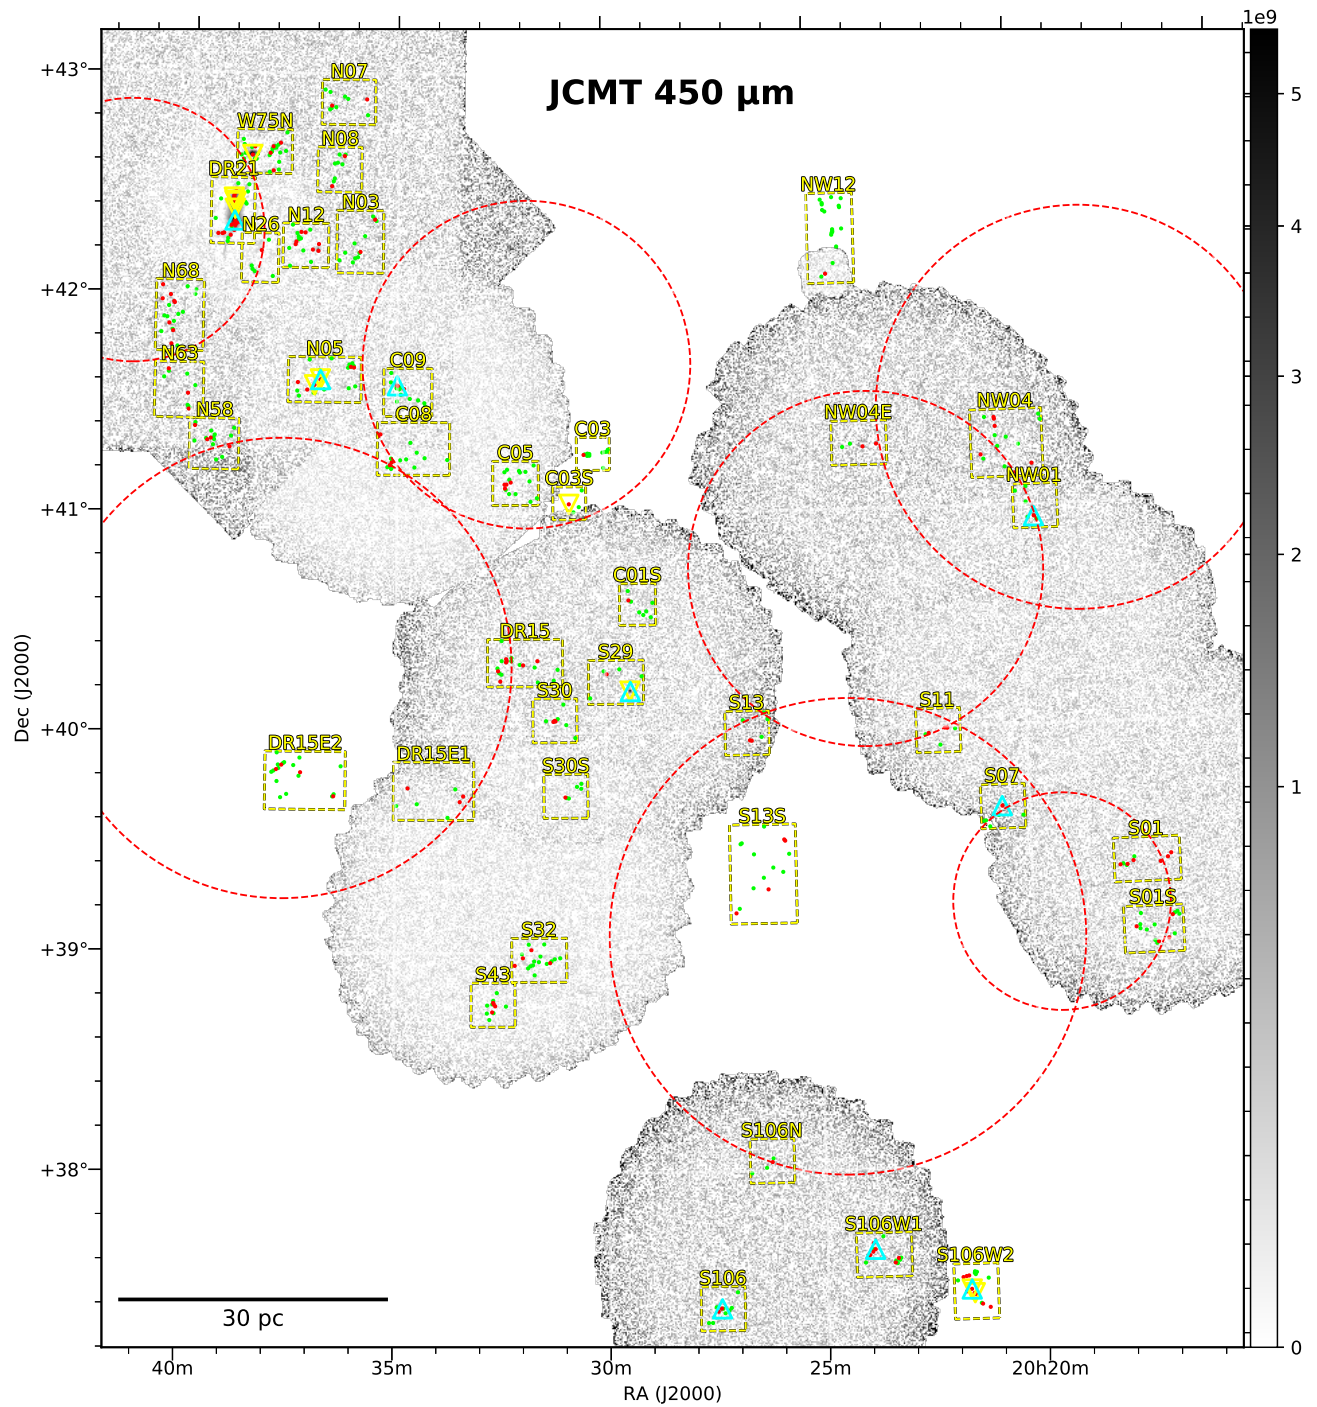 1e9
JCMT 450 µm
+43°
+42°
+41°
+40°
+39°
+38°
Dec (J2000)
N07
W75N
N08
DR21
N03
N12
N26
NW12
N68
N05
N63
C09
N58
C08
C03
C05
C03S
NW04
NW04E
NW01
C01S
DR15
S29
S30
S13
S11
DR15E2
DR15E1
S30S
S07
S13S
S01
S01S
S32
S43
S106N
S106W1
S106W2
S106
30 pc
5
4
3
2
1
0
40m
35m
30m
25m
20h20m
RA (J2000)